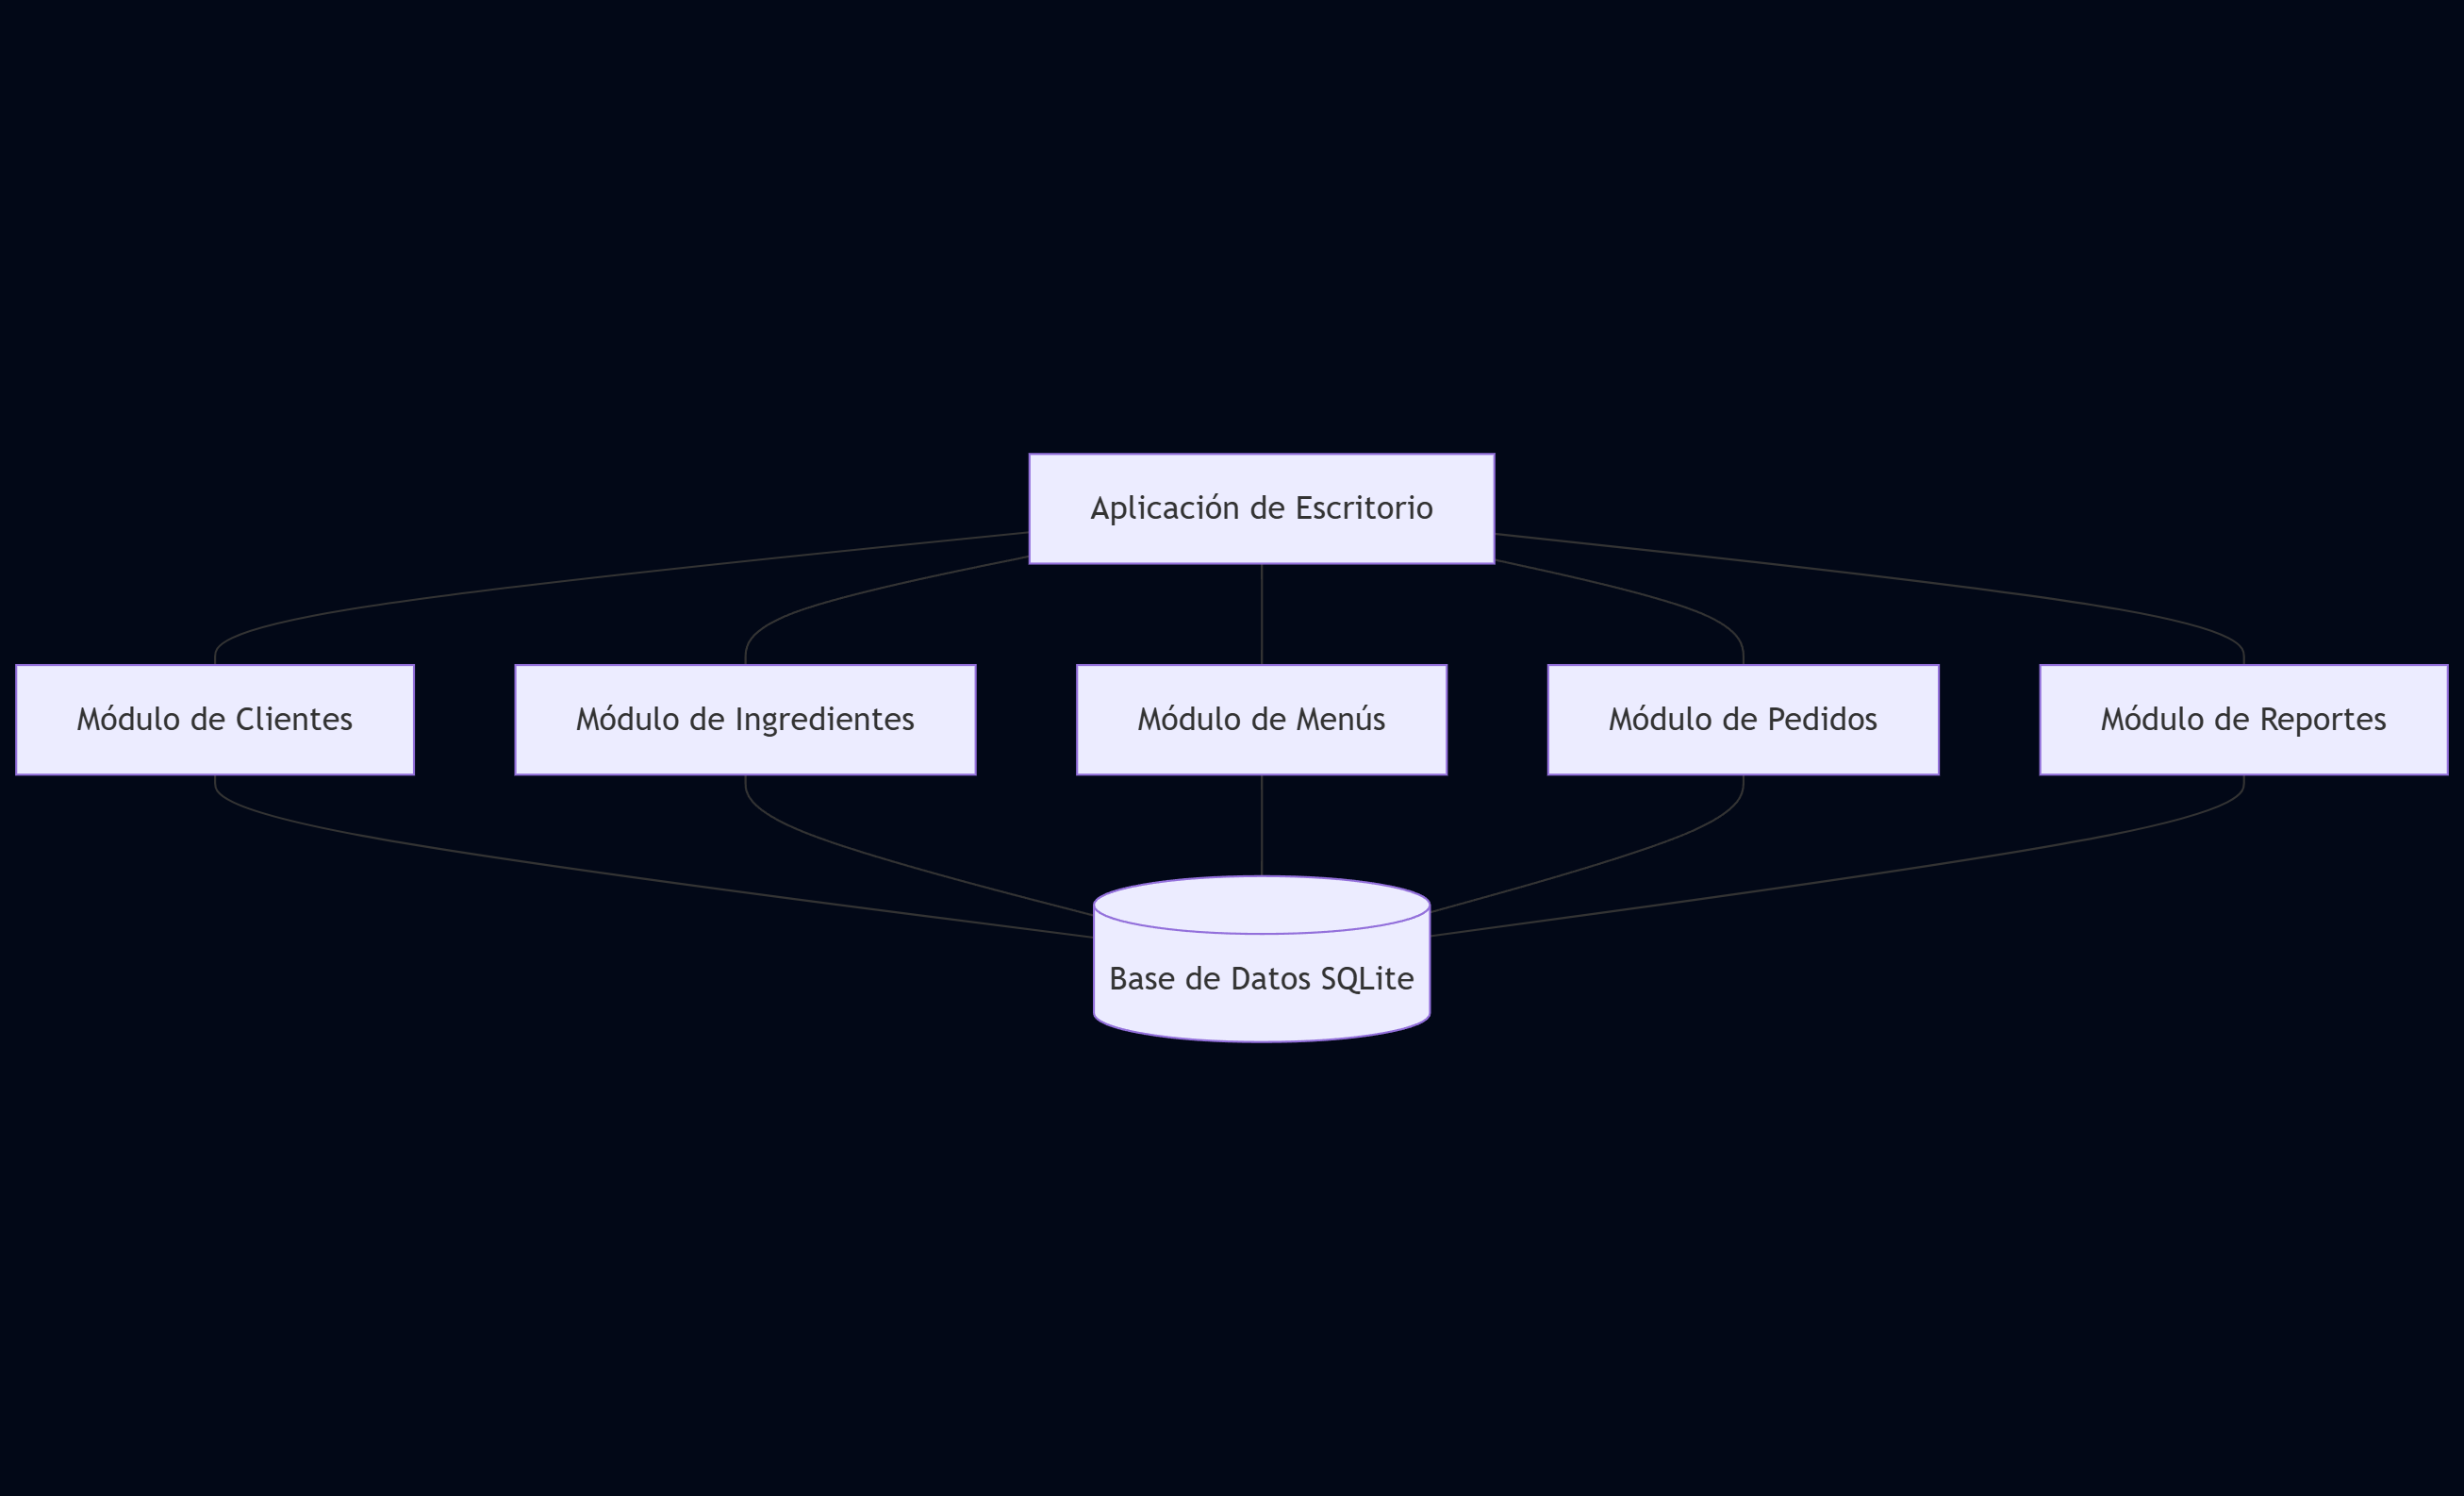 Aplicación de Escritorio
Módulo de Clientes
Módulo de Ingredientes
Módulo de Menús
Módulo de Pedidos
Módulo de Reportes
Base de Datos SQLite